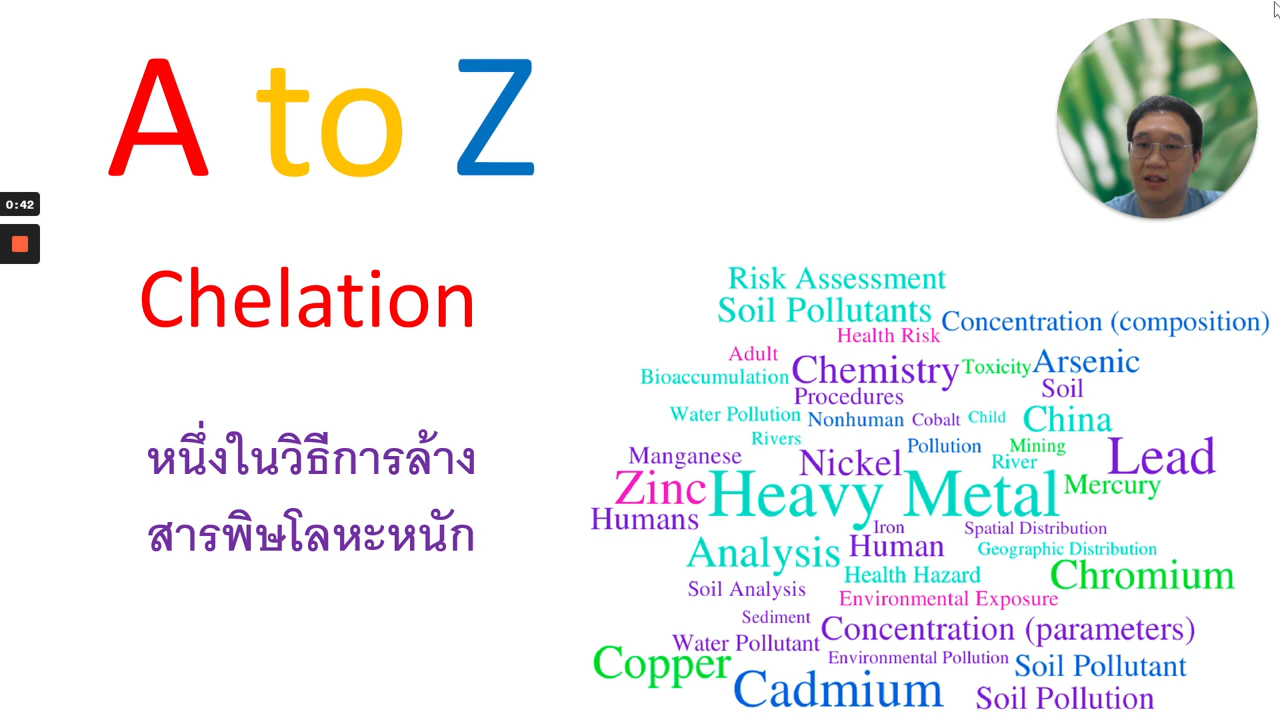 A to Z
0:42
Chelation
หนึ่งในวิธีการล้าง
สารพิษโลหะหนัก
Risk Assessment
Soil Pollutants
Concentration (composition)
Health Risk
Adult
Arsenic
Chemistry
Toxicity
Bioaccumulation
Soil
Procedures
Water Pollution
Nonhuman
Cobalt
Child
China
Rivers
Pollution
Mining
Manganese
Nickel
River
Lead
Zinc
Heavy Metal
Mercury
Humans
Iron
Spatial Distribution
Analysis
Human
Geographic Distribution
Health Hazard
Chromium
Soil Analysis
Environmental Exposure
Sediment
Concentration (parameters)
Water Pollutant
Environmental Pollution
Copper
Soil Pollutant
Cadmium
Soil Pollution